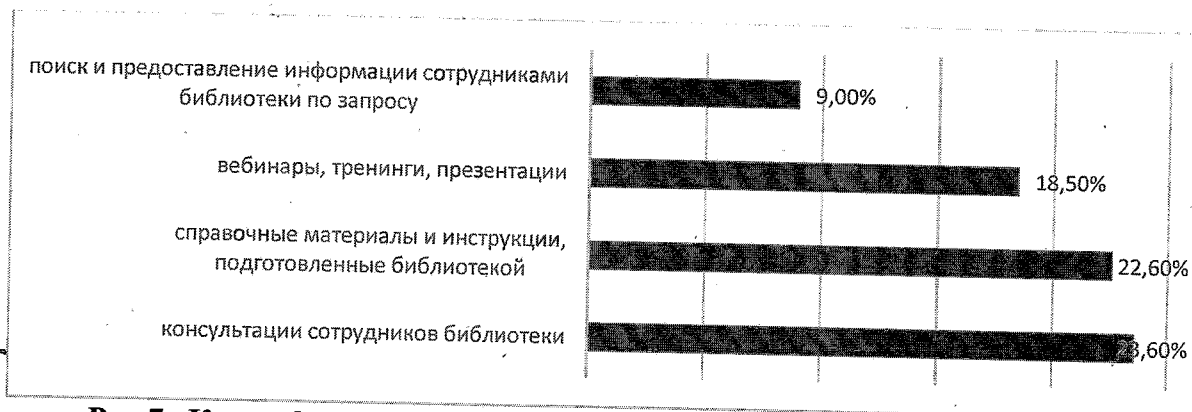 поиск и предоставление информации сотрудниками
библиотеки по запросу
9,00%
вебинары, тренинги, презентации
18,50%
справочные материалы и инструкции,
подготовленные библиотекой
22,60%
консультации сотрудников библиотеки
23,60%